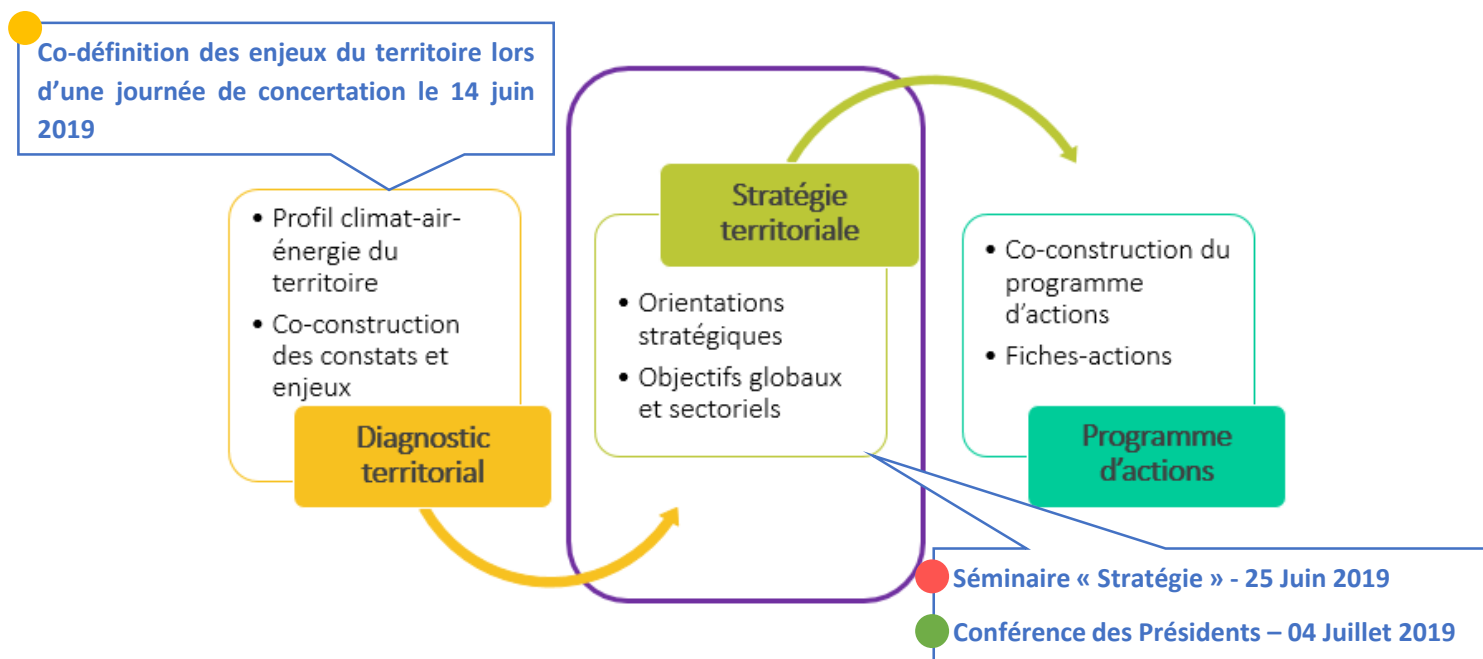 Co-définition des enjeux du territoire lors
d’une journée de concertation le 14 juin
2019
• Profil climat-air-
énergie du
territoire
• Co-construction
des constats et
enjeux
Diagnostic
territorial
Stratégie
territoriale
• Orientations
stratégiques
• Objectifs globaux
et sectoriels
• Co-construction du
programme
d’actions
• Fiches-actions
Programme
d’actions
Séminaire « Stratégie » - 25 Juin 2019
Conférence des Présidents – 04 Juillet 2019